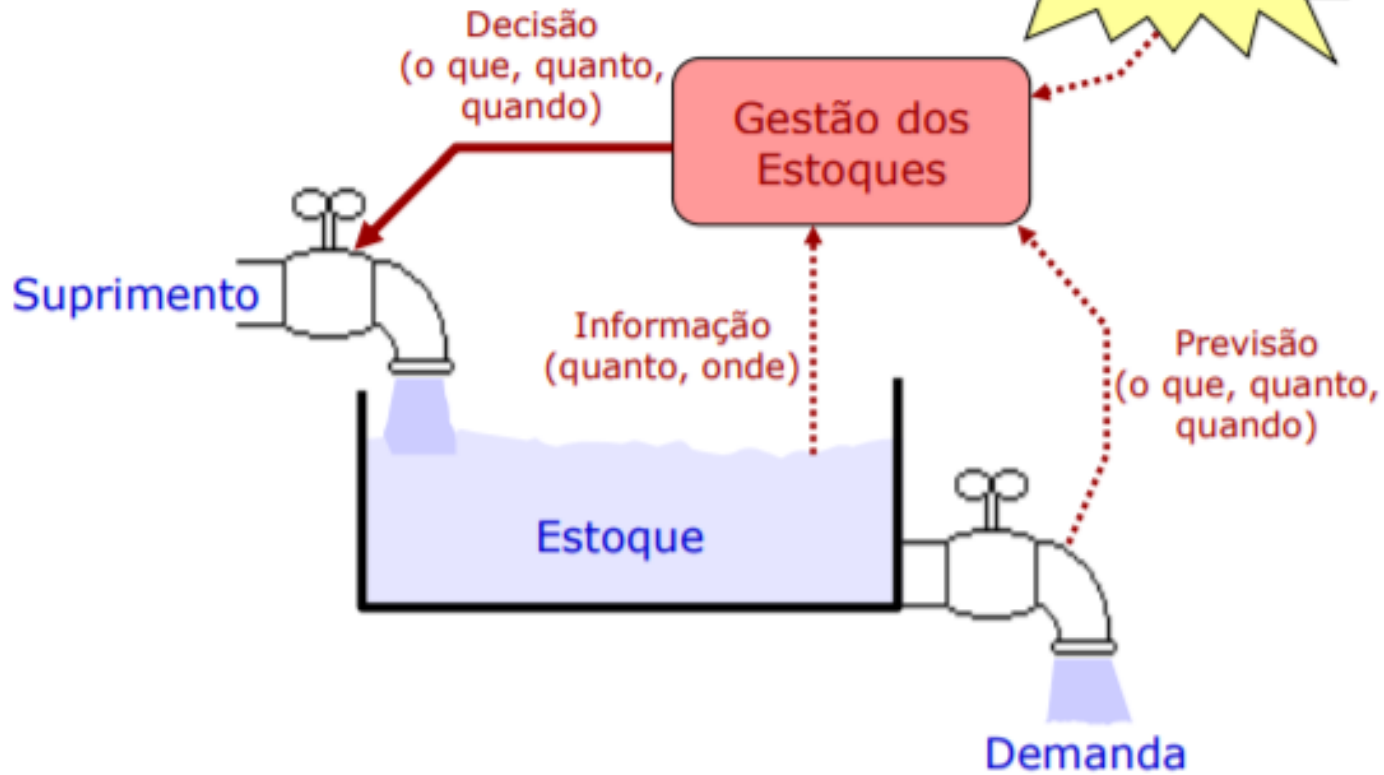 Decisão
(o que, quanto,
quando)
Gestão dos
Estoques
Suprimento
Informação
(quanto, onde)
Previsão
(o que, quanto,
quando)
Estoque
Demanda